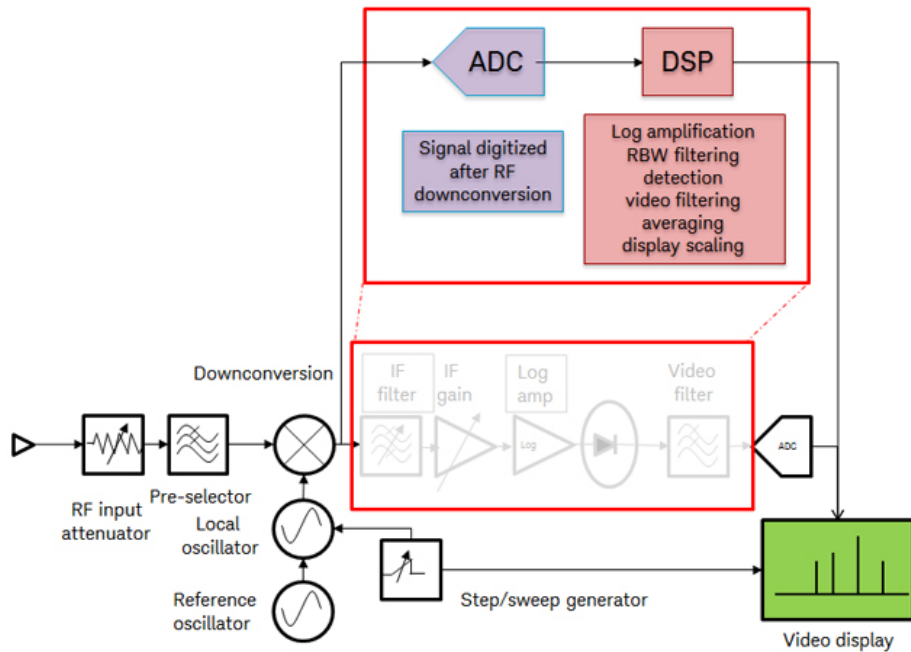 ADC
DSP
Signal digitized
after RF
downconversion
Log amplification
RBW filtering
detection
video filtering
averaging
display scaling
Downconversion
IF
filter
IF
gain
Log
amp
Video
filter
Log
ADC
RF input
attenuator
Pre-selector
Local
oscillator
Reference
oscillator
Step/sweep generator
Video display